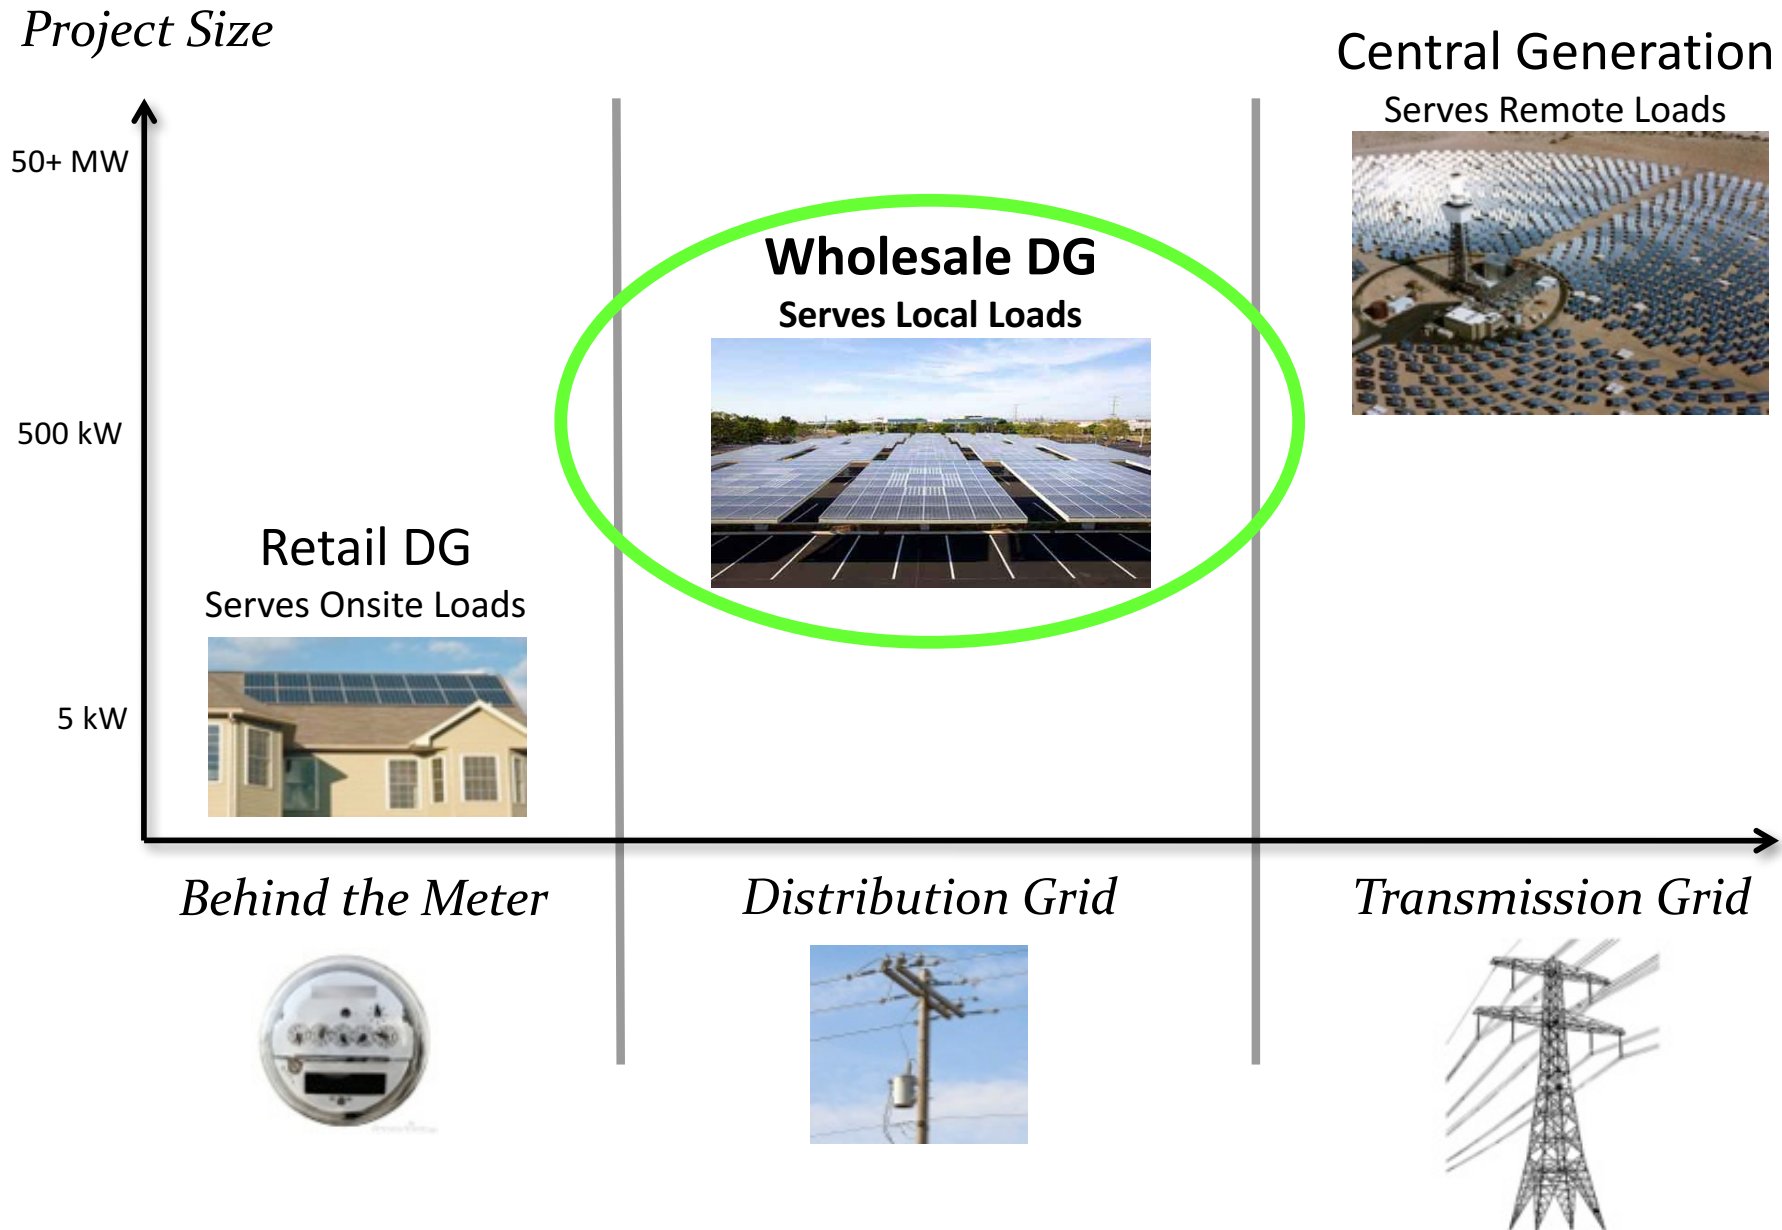 Project Size
Central Generation
Serves Remote Loads
50+ MW
Wholesale DG
Serves Local Loads
500 kW
Retail DG
Serves Onsite Loads
5 kW
Behind the Meter
Distribution Grid
Transmission Grid